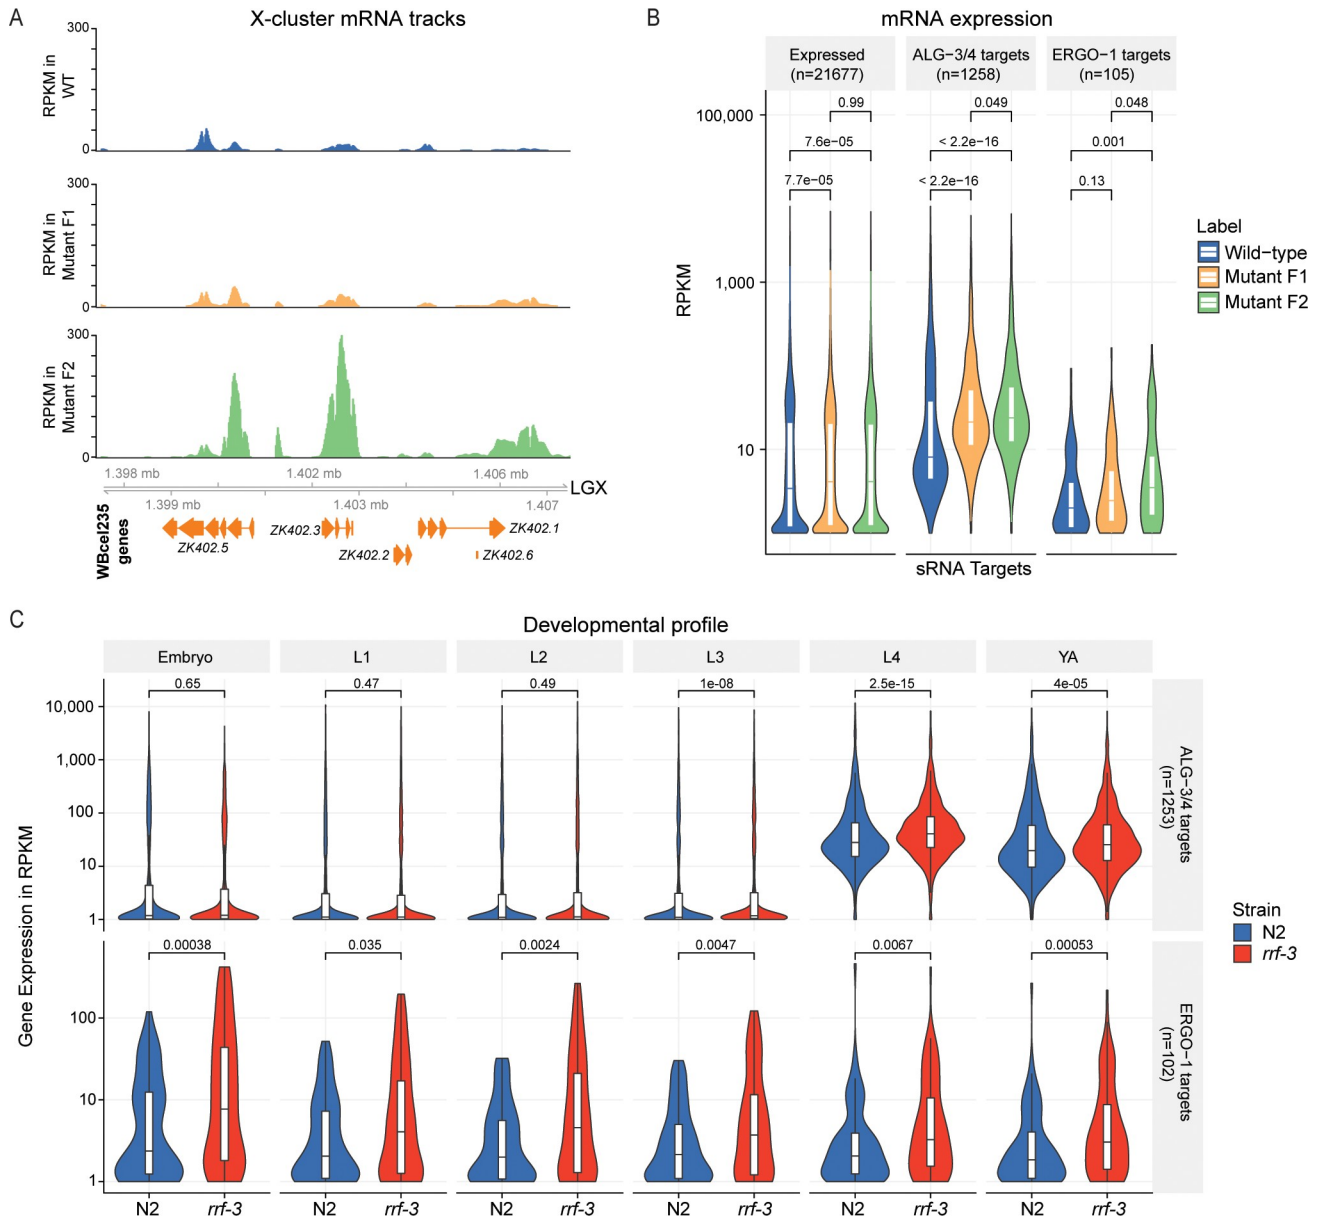 A
X-cluster mRNA tracks
RPKM in
WT
300
0
RPKM in
Mutant F1
300
0
RPKM in
Mutant F2
300
0
1.398 mb
1.402 mb
1.406 mb
LGX
1.399 mb
1.403 mb
1.407
WBcel235
genes
ZK402.5
ZK402.3
ZK402.2
ZK402.1
ZK402.6
B
mRNA expression
Expressed
(n=21677)
ALG−3/4 targets
(n=1258)
ERGO−1 targets
(n=105)
RPKM
100,000
1,000
10
0.99
7.6e−05
7.7e−05
0.049
< 2.2e−16
< 2.2e−16
0.048
0.001
0.13
sRNA Targets
Label
Wild−type
Mutant F1
Mutant F2
C
Developmental profile
Embryo
L1
L2
L3
L4
YA
Gene Expression in RPKM
0.65
0.47
0.49
1e-08
2.5e-15
4e-05
10,000
1,000
100
10
1
ALG−3/4 targets
(n=1253)
0.00038
0.035
0.0024
0.0047
0.0067
0.00053
100
10
1
ERGO−1 targets
(n=102)
N2
rrf-3
N2
rrf-3
N2
rrf-3
N2
rrf-3
N2
rrf-3
N2
rrf-3
Strain
N2
rrf-3